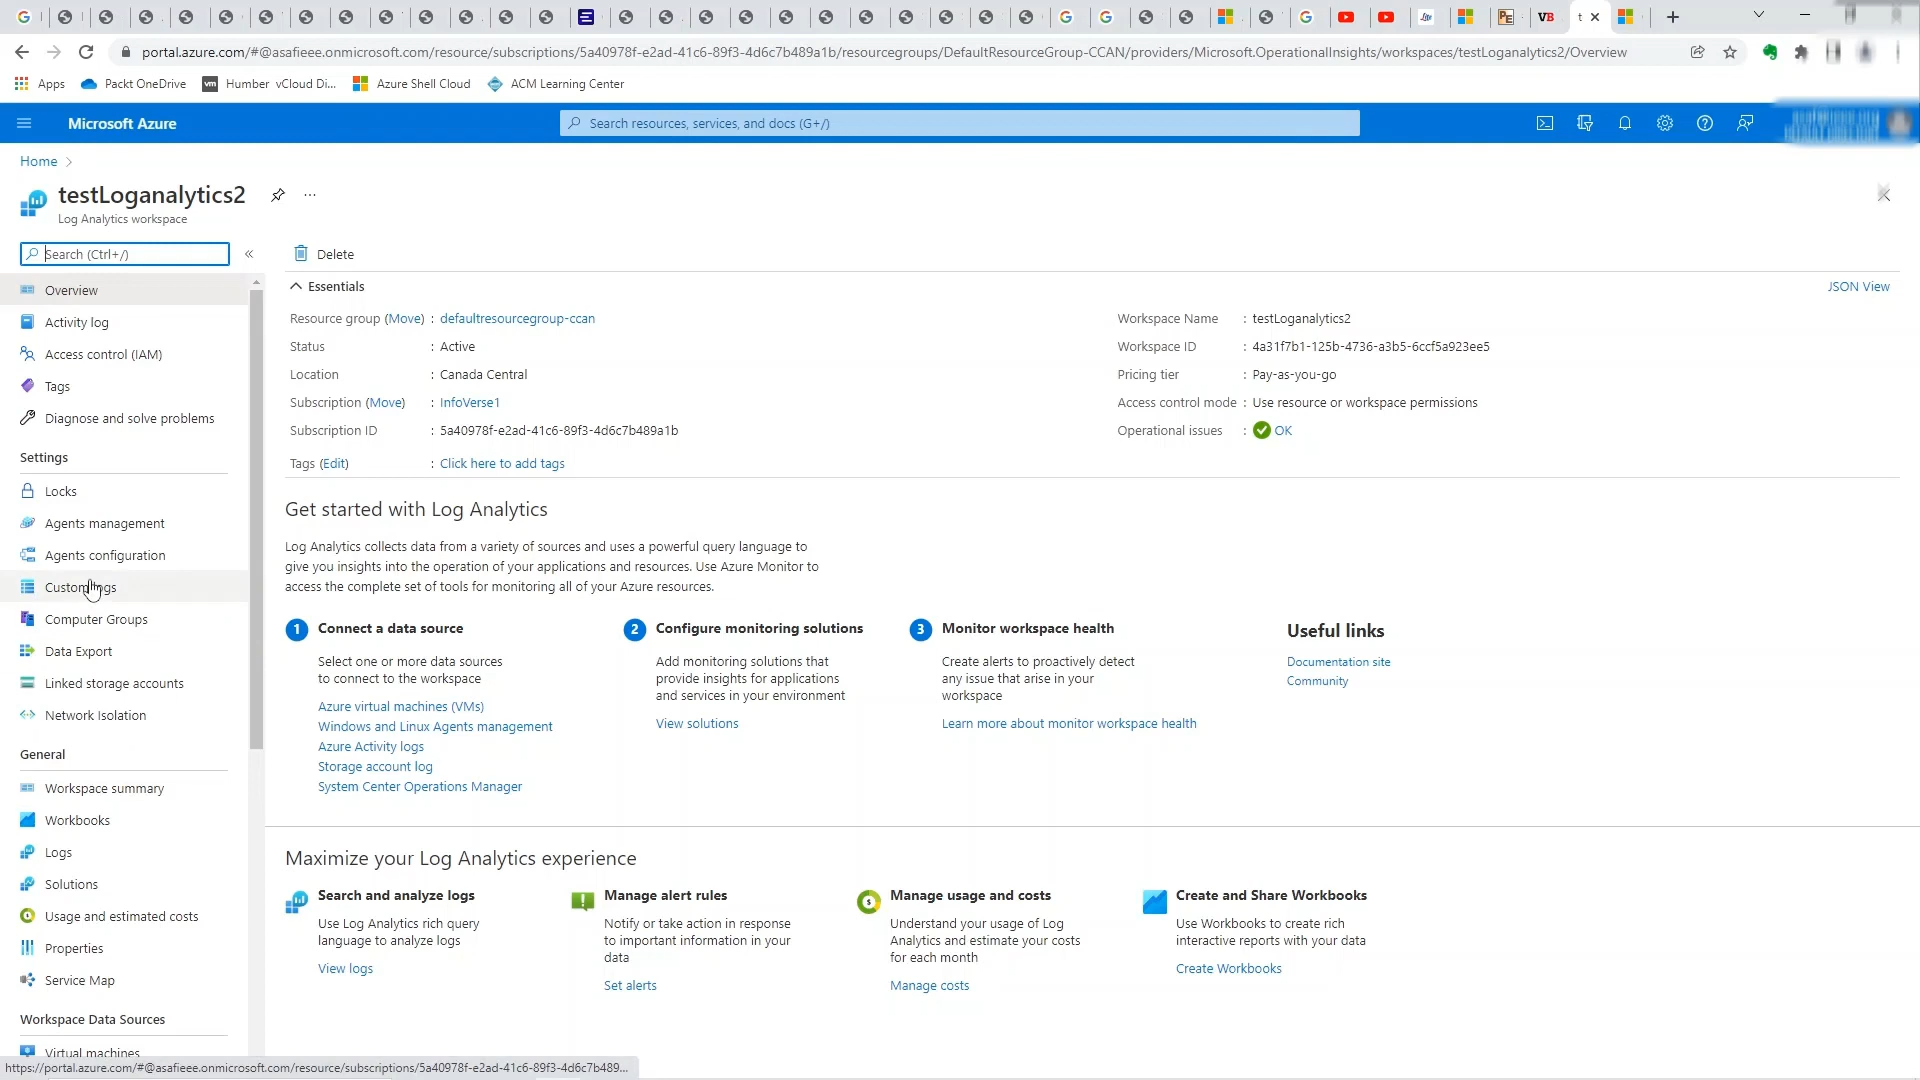 portal.azure.com/#@asafieee.onmicrosoft.com/resource/subscriptions/5a40978f-e2ad-41c6-89f3-4d6c7b489a1b/resourcegroups/DefaultResourceGroup-CCAN/providers/Microsoft.OperationalInsights/workspaces/testLoganalytics2/Overview
Apps Packt OneDrive Humber vCloud Di... Azure Shell Cloud ACM Learning Center
Microsoft Azure
Search resources, services, and docs (G+/)
Home
testLoganalytics2
Log Analytics workspace
Search (Ctrl+/)
Delete
Overview
Activity log
Access control (IAM)
Tags
Diagnose and solve problems
Settings
Locks
Agents management
Agents configuration
Custom logs
Computer Groups
Data Export
Linked storage accounts
Network Isolation
General
Workspace summary
Workbooks
Logs
Solutions
Usage and estimated costs
Properties
Service Map
Workspace Data Sources
Virtual machines
Essentials
JSON View
Resource group (Move) : defaultresourcegroup-ccan
Status : Active
Location : Canada Central
Subscription (Move) : InfoVerse1
Subscription ID : 5a40978f-e2ad-41c6-89f3-4d6c7b489a1b
Tags (Edit) : Click here to add tags
Workspace Name : testLoganalytics2
Workspace ID : 4a31f7b1-125b-4736-a3b5-6ccf5a923ee5
Pricing tier : Pay-as-you-go
Access control mode : Use resource or workspace permissions
Operational issues : OK
Get started with Log Analytics
Log Analytics collects data from a variety of sources and uses a powerful query language to
give you insights into the operation of your applications and resources. Use Azure Monitor to
access the complete set of tools for monitoring all of your Azure resources.
1 Connect a data source
Select one or more data sources
to connect to the workspace
Azure virtual machines (VMs)
Windows and Linux Agents management
Azure Activity logs
Storage account log
System Center Operations Manager
2 Configure monitoring solutions
Add monitoring solutions that
provide insights for applications
and services in your environment
View solutions
3 Monitor workspace health
Create alerts to proactively detect
any issue that arise in your
workspace
Learn more about monitor workspace health
Useful links
Documentation site
Community
Maximize your Log Analytics experience
Search and analyze logs
Use Log Analytics rich query
language to analyze logs
View logs
Manage alert rules
Notify or take action in response
to important information in your
data
Set alerts
Manage usage and costs
Understand your usage of Log
Analytics and estimate your costs
for each month
Manage costs
Create and Share Workbooks
Use Workbooks to create rich
interactive reports with your data
Create Workbooks
https://portal.azure.com/#@asafieee.onmicrosoft.com/resource/subscriptions/5a40978f-e2ad-41c6-89f3-4d6c7b489...